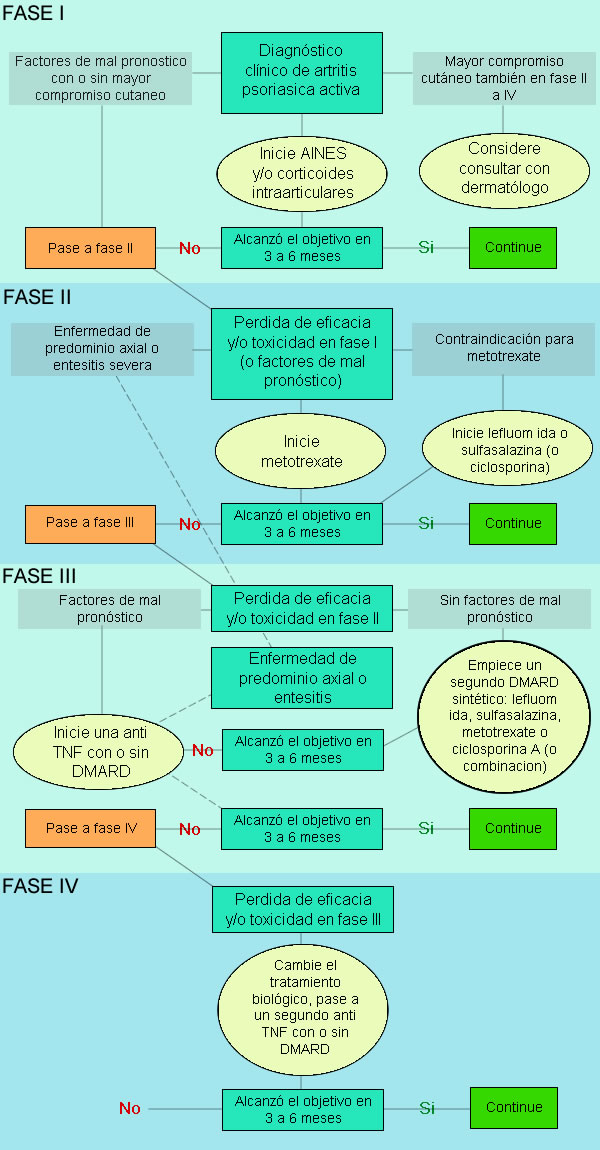 FASE I
Factores de mal pronostico
con o sin mayor
compromiso cutaneo
Diagnóstico
clínico de artritis
psoriasica activa
Mayor compromiso
cutáneo también en fase II
a IV
Inicie AINES
y/o corticoides
intraarticulares
Considere
consultar con
dermatólogo
Pase a fase II
No
Alcanzó el objetivo en
3 a 6 meses
Si
Continue
FASE II
Enfermedad de
predominio axial o
entesitis severa
Perdida de eficacia
y/o toxicidad en fase I
(o factores de mal
pronóstico)
Contraindicación para
metotrexate
Inicie
metotrexate
Inicie lefluom ida o
sulfasalazina (o
ciclosporina)
Pase a fase III
No
Alcanzó el objetivo en
3 a 6 meses
Si
Continue
FASE III
Factores de mal
pronóstico
Perdida de eficacia
y/o toxicidad en fase II
Sin factores de mal
pronóstico
Enfermedad de
predominio axial o
entesitis
Empiece un
segundo DMARD
sintético: lefluom
ida, sulfasalazina,
metotrexate o
ciclosporina A (o
combinacion)
Inicie una anti
TNF con o sin
DMARD
No
Alcanzó el objetivo en
3 a 6 meses
Pase a fase IV
No
Alcanzó el objetivo en
3 a 6 meses
Si
Continue
FASE IV
Perdida de eficacia
y/o toxicidad en fase III
Cambie el
tratamiento
biológico, pase a
un segundo anti
TNF con o sin
DMARD
No
Alcanzó el objetivo en
3 a 6 meses
Si
Continue